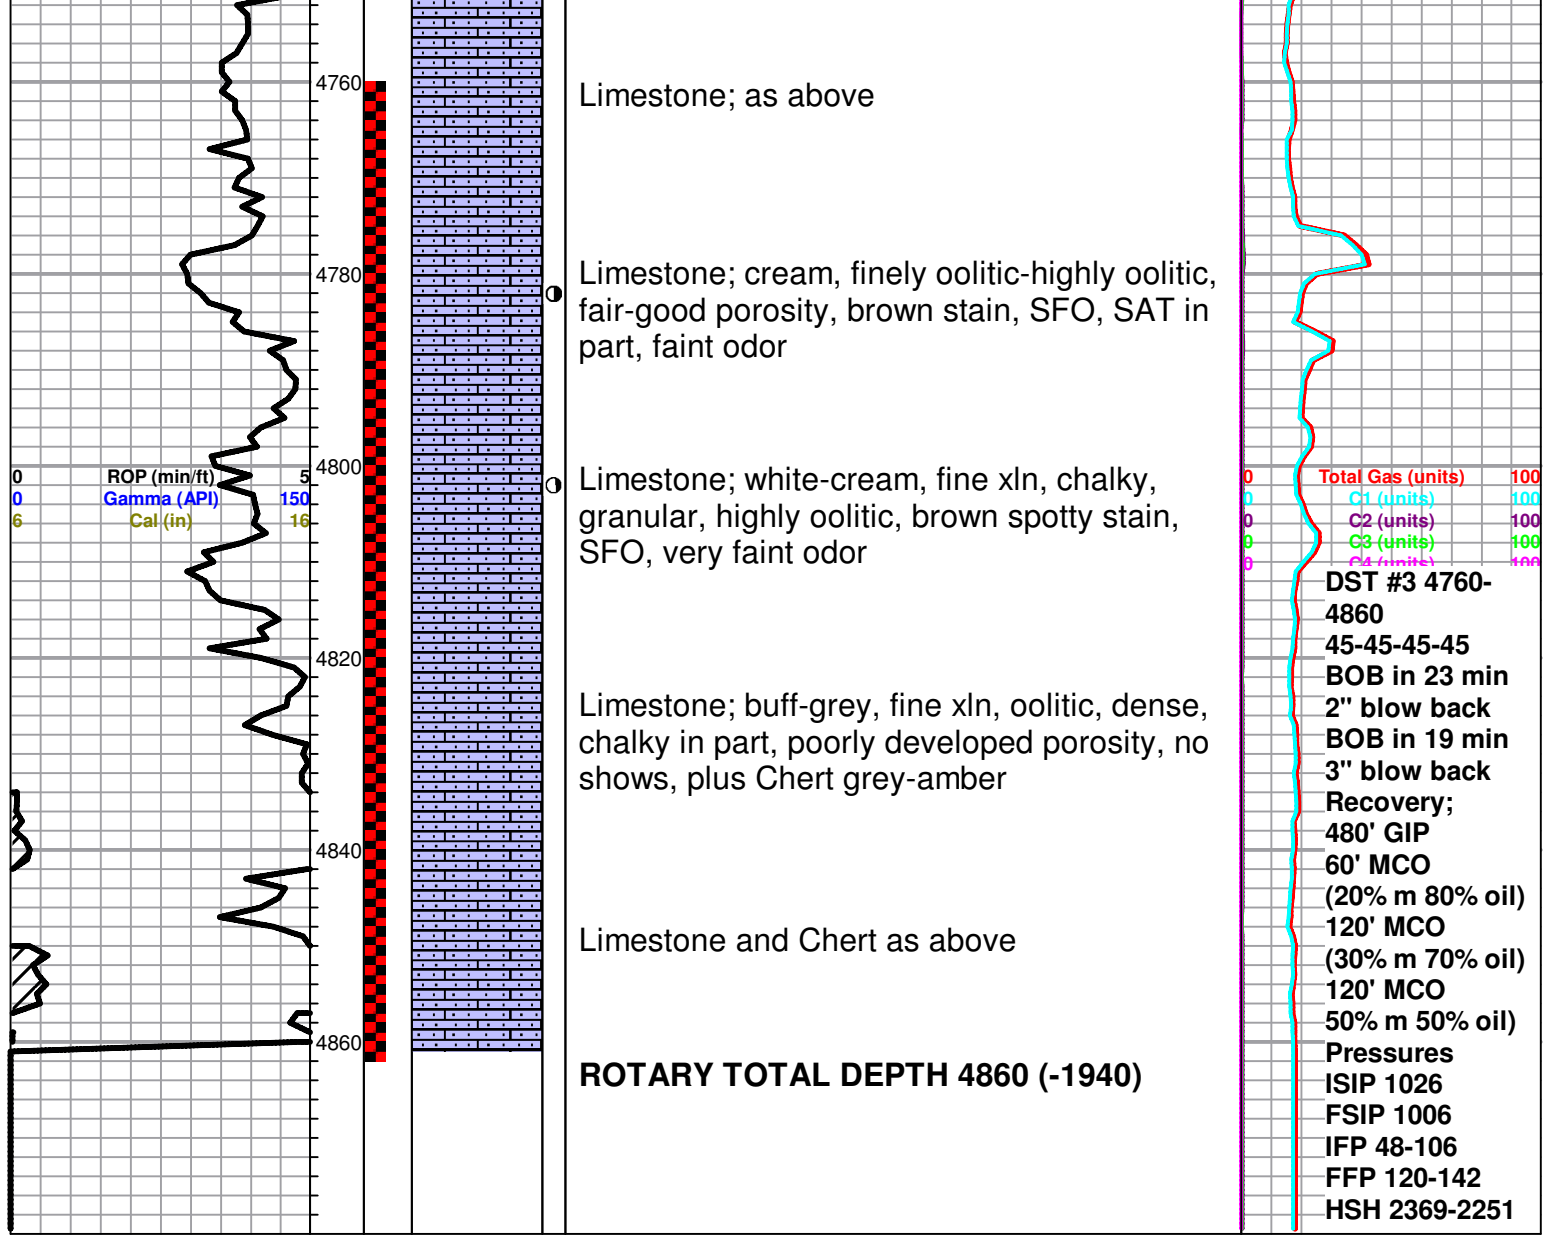 4760
Limestone; as above
4780
Limestone; cream, finely oolitic-highly oolitic,
fair-good porosity, brown stain, SFO, SAT in
part, faint odor
4800
0 ROP (min/ft) 5
0 Gamma (API) 150
6 Cal (in) 16
Limestone; white-cream, fine xln, chalky,
granular, highly oolitic, brown spotty stain,
SFO, very faint odor
0 Total Gas (units) 100
0 C1 (units) 100
0 C2 (units) 100
0 C3 (units) 100
0 C4 (units) 100
4820
Limestone; buff-grey, fine xln, oolitic, dense,
chalky in part, poorly developed porosity, no
shows, plus Chert grey-amber
4840
Limestone and Chert as above
4860
ROTARY TOTAL DEPTH 4860 (-1940)
DST #3 4760-
4860
45-45-45-45
BOB in 23 min
2" blow back
BOB in 19 min
3" blow back
Recovery;
480' GIP
60' MCO
(20% m 80% oil)
120' MCO
(30% m 70% oil)
120' MCO
50% m 50% oil)
Pressures
ISIP 1026
FSIP 1006
IFP 48-106
FFP 120-142
HSH 2369-2251